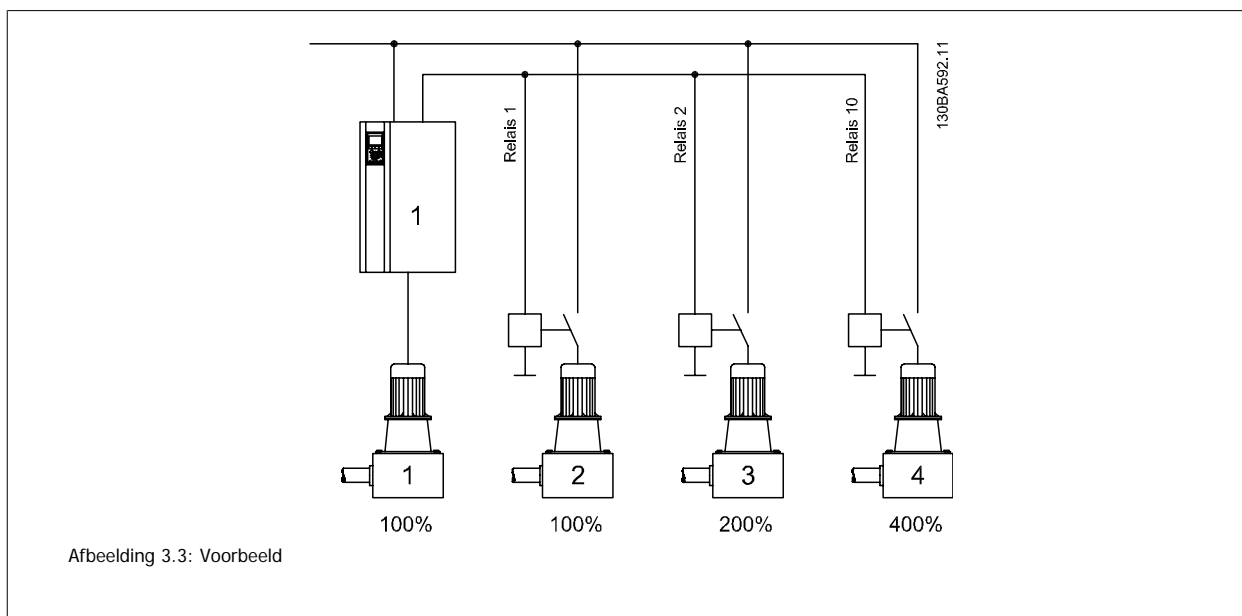 130BA592.11
Relais 1
Relais 2
Relais 10
1
1
2
3
4
100%
100%
200%
400%
Afbeelding 3.3: Voorbeeld